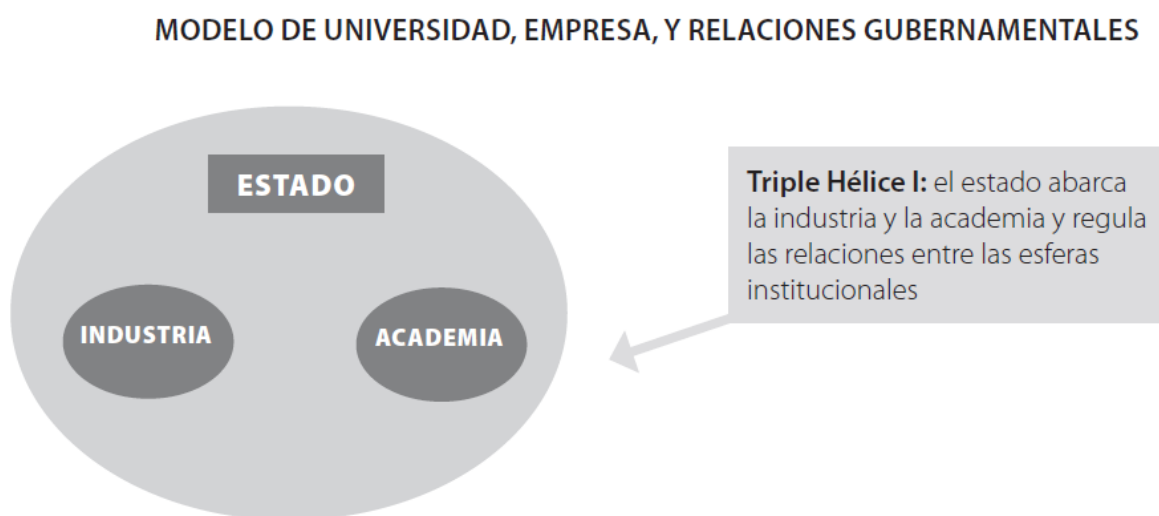 MODELO DE UNIVERSIDAD, EMPRESA, Y RELACIONES GUBERNAMENTALES
ESTADO
INDUSTRIA
ACADEMIA
Triple Hélice I: el estado abarca
la industria y la academia y regula
las relaciones entre las esferas
institucionales